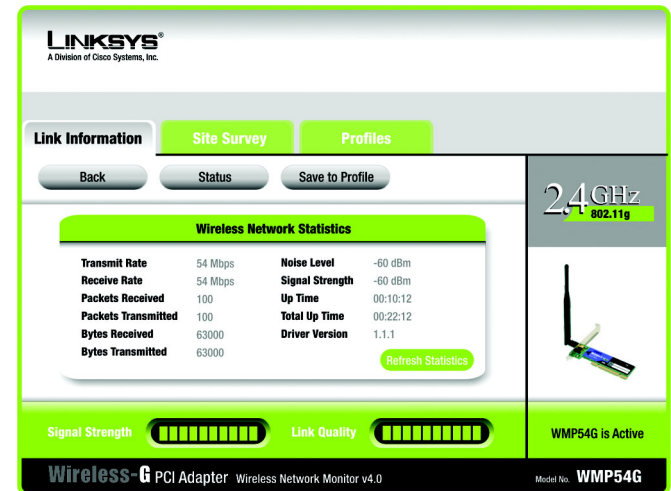 LINKSYS®
A Division of Cisco Systems, Inc.
Link Information
Site Survey
Profiles
Back
Status
Save to Profile
2.4GHz
802.11g
Wireless Network Statistics
Transmit Rate 54 Mbps Noise Level -60 dBm
Receive Rate 54 Mbps Signal Strength -60 dBm
Packets Received 100 Up Time 00:10:12
Packets Transmitted 100 Total Up Time 00:22:12
Bytes Received 63000 Driver Version 1.1.1
Bytes Transmitted 63000
Refresh Statistics
Signal Strength
Link Quality
WMP54G is Active
Wireless-G PCI Adapter Wireless Network Monitor v4.0
Model No. WMP54G